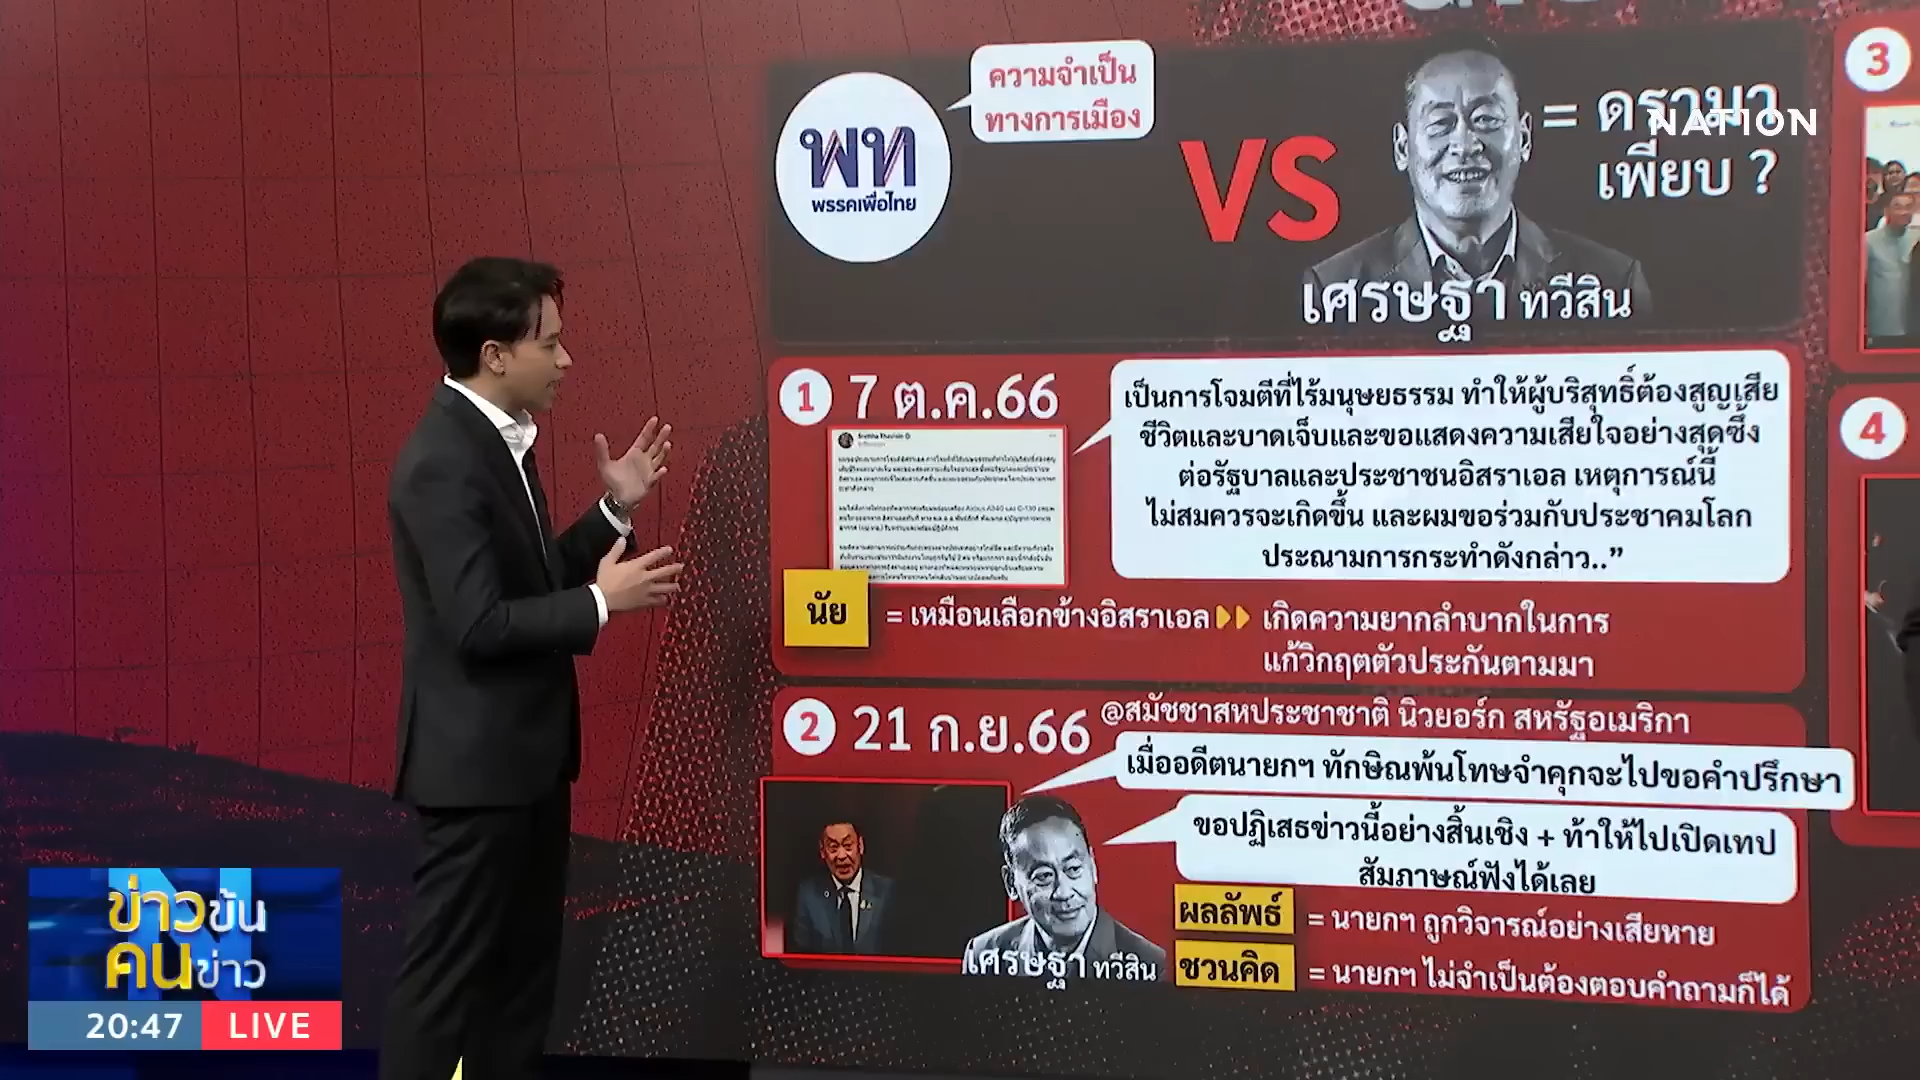 ความจำเป็น
ทางการเมือง
พท
พรรคเพื่อไทย
VS
= ดราม่า
เพียบ ?
NATION
เศรษฐา ทวีสิน
1 7 ต.ค.66
เป็นการโจมตีที่ไร้มนุษยธรรม ทำให้ผู้บริสุทธิ์ต้องสูญเสีย
ชีวิตและบาดเจ็บและขอแสดงความเสียใจอย่างสุดซึ้ง
ต่อรัฐบาลและประชาชนอิสราเอล เหตุการณ์นี้
ไม่สมควรจะเกิดขึ้น และผมขอร่วมกับประชาคมโลก
ประณามการกระทำดังกล่าว..”
Srettha Thavisin
นัย
= เหมือนเลือกข้างอิสราเอล
เกิดความยากลำบากในการ
แก้วิกฤตตัวประกันตามมา
2 21 ก.ย.66
@สมัชชาสหประชาชาติ นิวยอร์ก สหรัฐอเมริกา
เมื่ออดีตนายกฯ ทักษิณพ้นโทษจำคุกจะไปขอคำปรึกษา
ขอปฏิเสธข่าวนี้อย่างสิ้นเชิง + ท้าให้ไปเปิดเทป
สัมภาษณ์ฟังได้เลย
เศรษฐา ทวีสิน
ผลลัพธ์ = นายกฯ ถูกวิจารณ์อย่างเสียหาย
ชวนคิด = นายกฯ ไม่จำเป็นต้องตอบคำถามก็ได้
3
4
ข่าวข้น
คนข่าว
20:47 LIVE